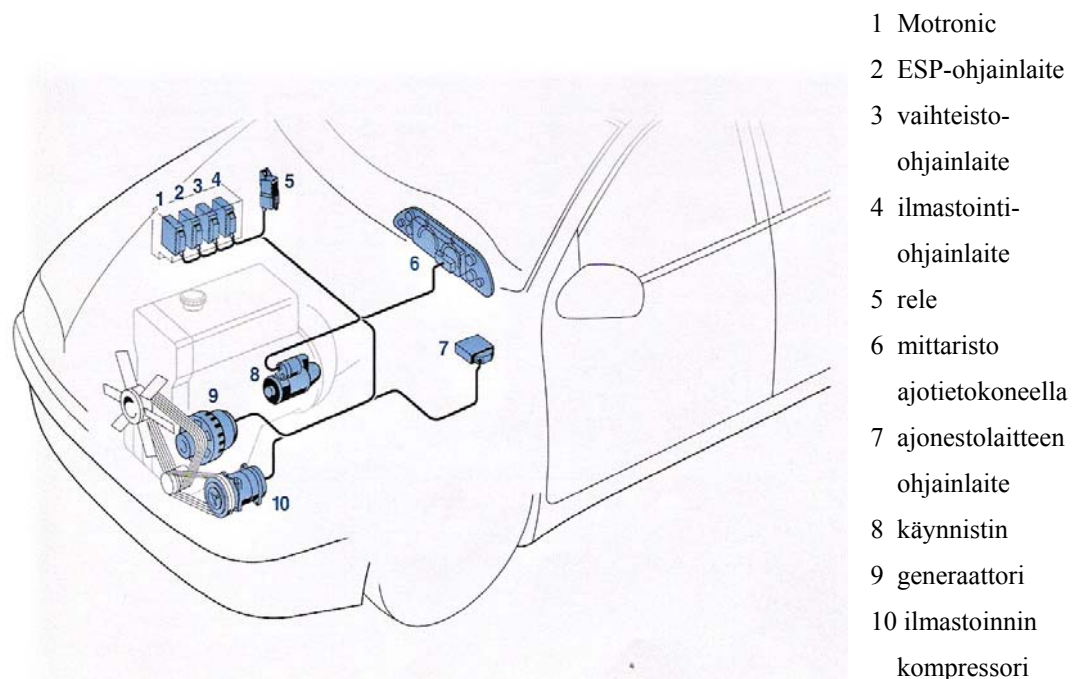 1 2 3 4
5
6
7
8
9
10
1 Motronic
2 ESP-ohjainlaite
3 vaihteisto-
ohjainlaite
4 ilmastointi-
ohjainlaite
5 rele
6 mittaristo
ajotietokoneella
7 ajonestolaitteen
ohjainlaite
8 käynnistin
9 generaattori
10 ilmastoinnin
kompressori